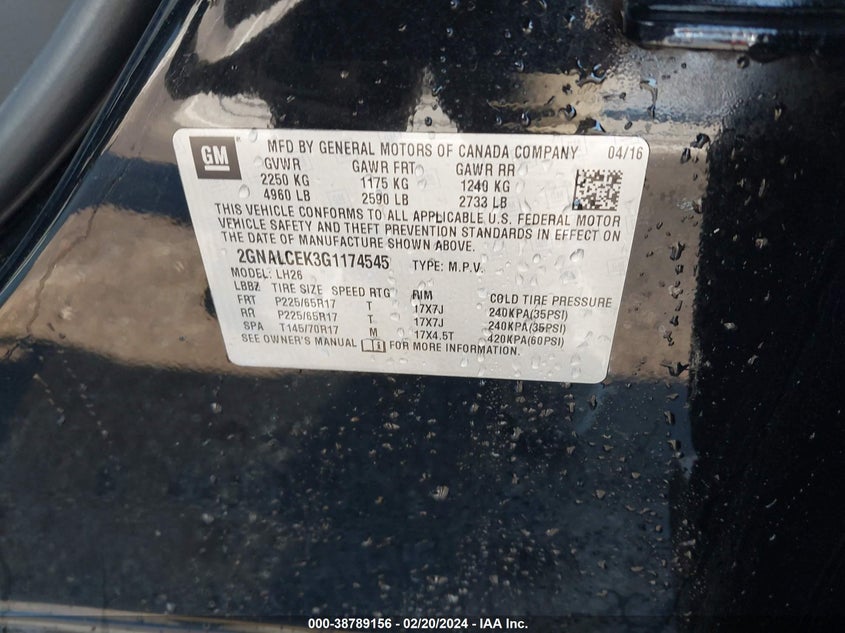 GM
MFD BY GENERAL MOTORS OF CANADA COMPANY 04/16
GVWR GAWR FRT GAWR RR
2250 KG 1175 KG 1240 KG
4960 LB 2590 LB 2733 LB
THIS VEHICLE CONFORMS TO ALL APPLICABLE U.S. FEDERAL MOTOR
VEHICLE SAFETY AND THEFT PREVENTION STANDARDS IN EFFECT ON
THE DATE OF MANUFACTURE SHOWN ABOVE.
2GNALCEK3G1174545 TYPE: M.P.V.
MODEL: LH26
LBBZ TIRE SIZE SPEED RTG RIM COLD TIRE PRESSURE
FRT P225/65R17 T 17X7J 240KPA(35PSI)
RR P225/65R17 T 17X7J 240KPA(35PSI)
SPA T145/70R17 M 17X4.5T 420KPA(60PSI)
SEE OWNER'S MANUAL FOR MORE INFORMATION.
000-38789156 - 02/20/2024 - IAA Inc.